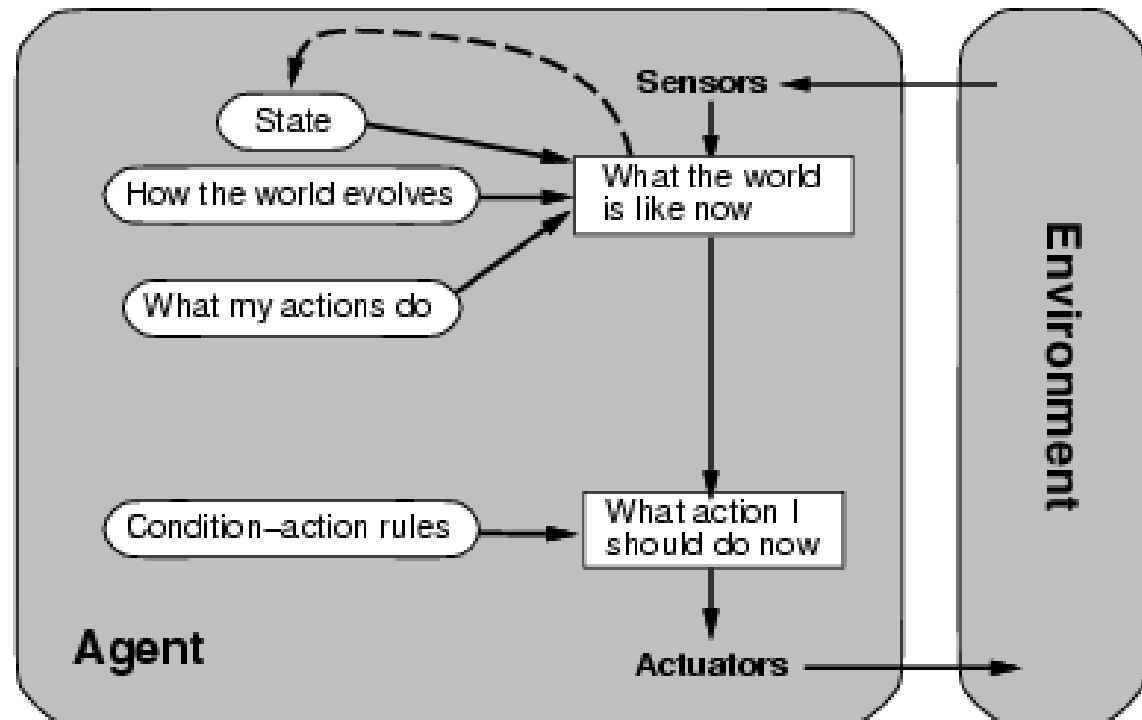 Sensors
State
What the world
is like now
How the world evolves
What my actions do
Environment
Condition–action rules
What action I
should do now
Agent
Actuators